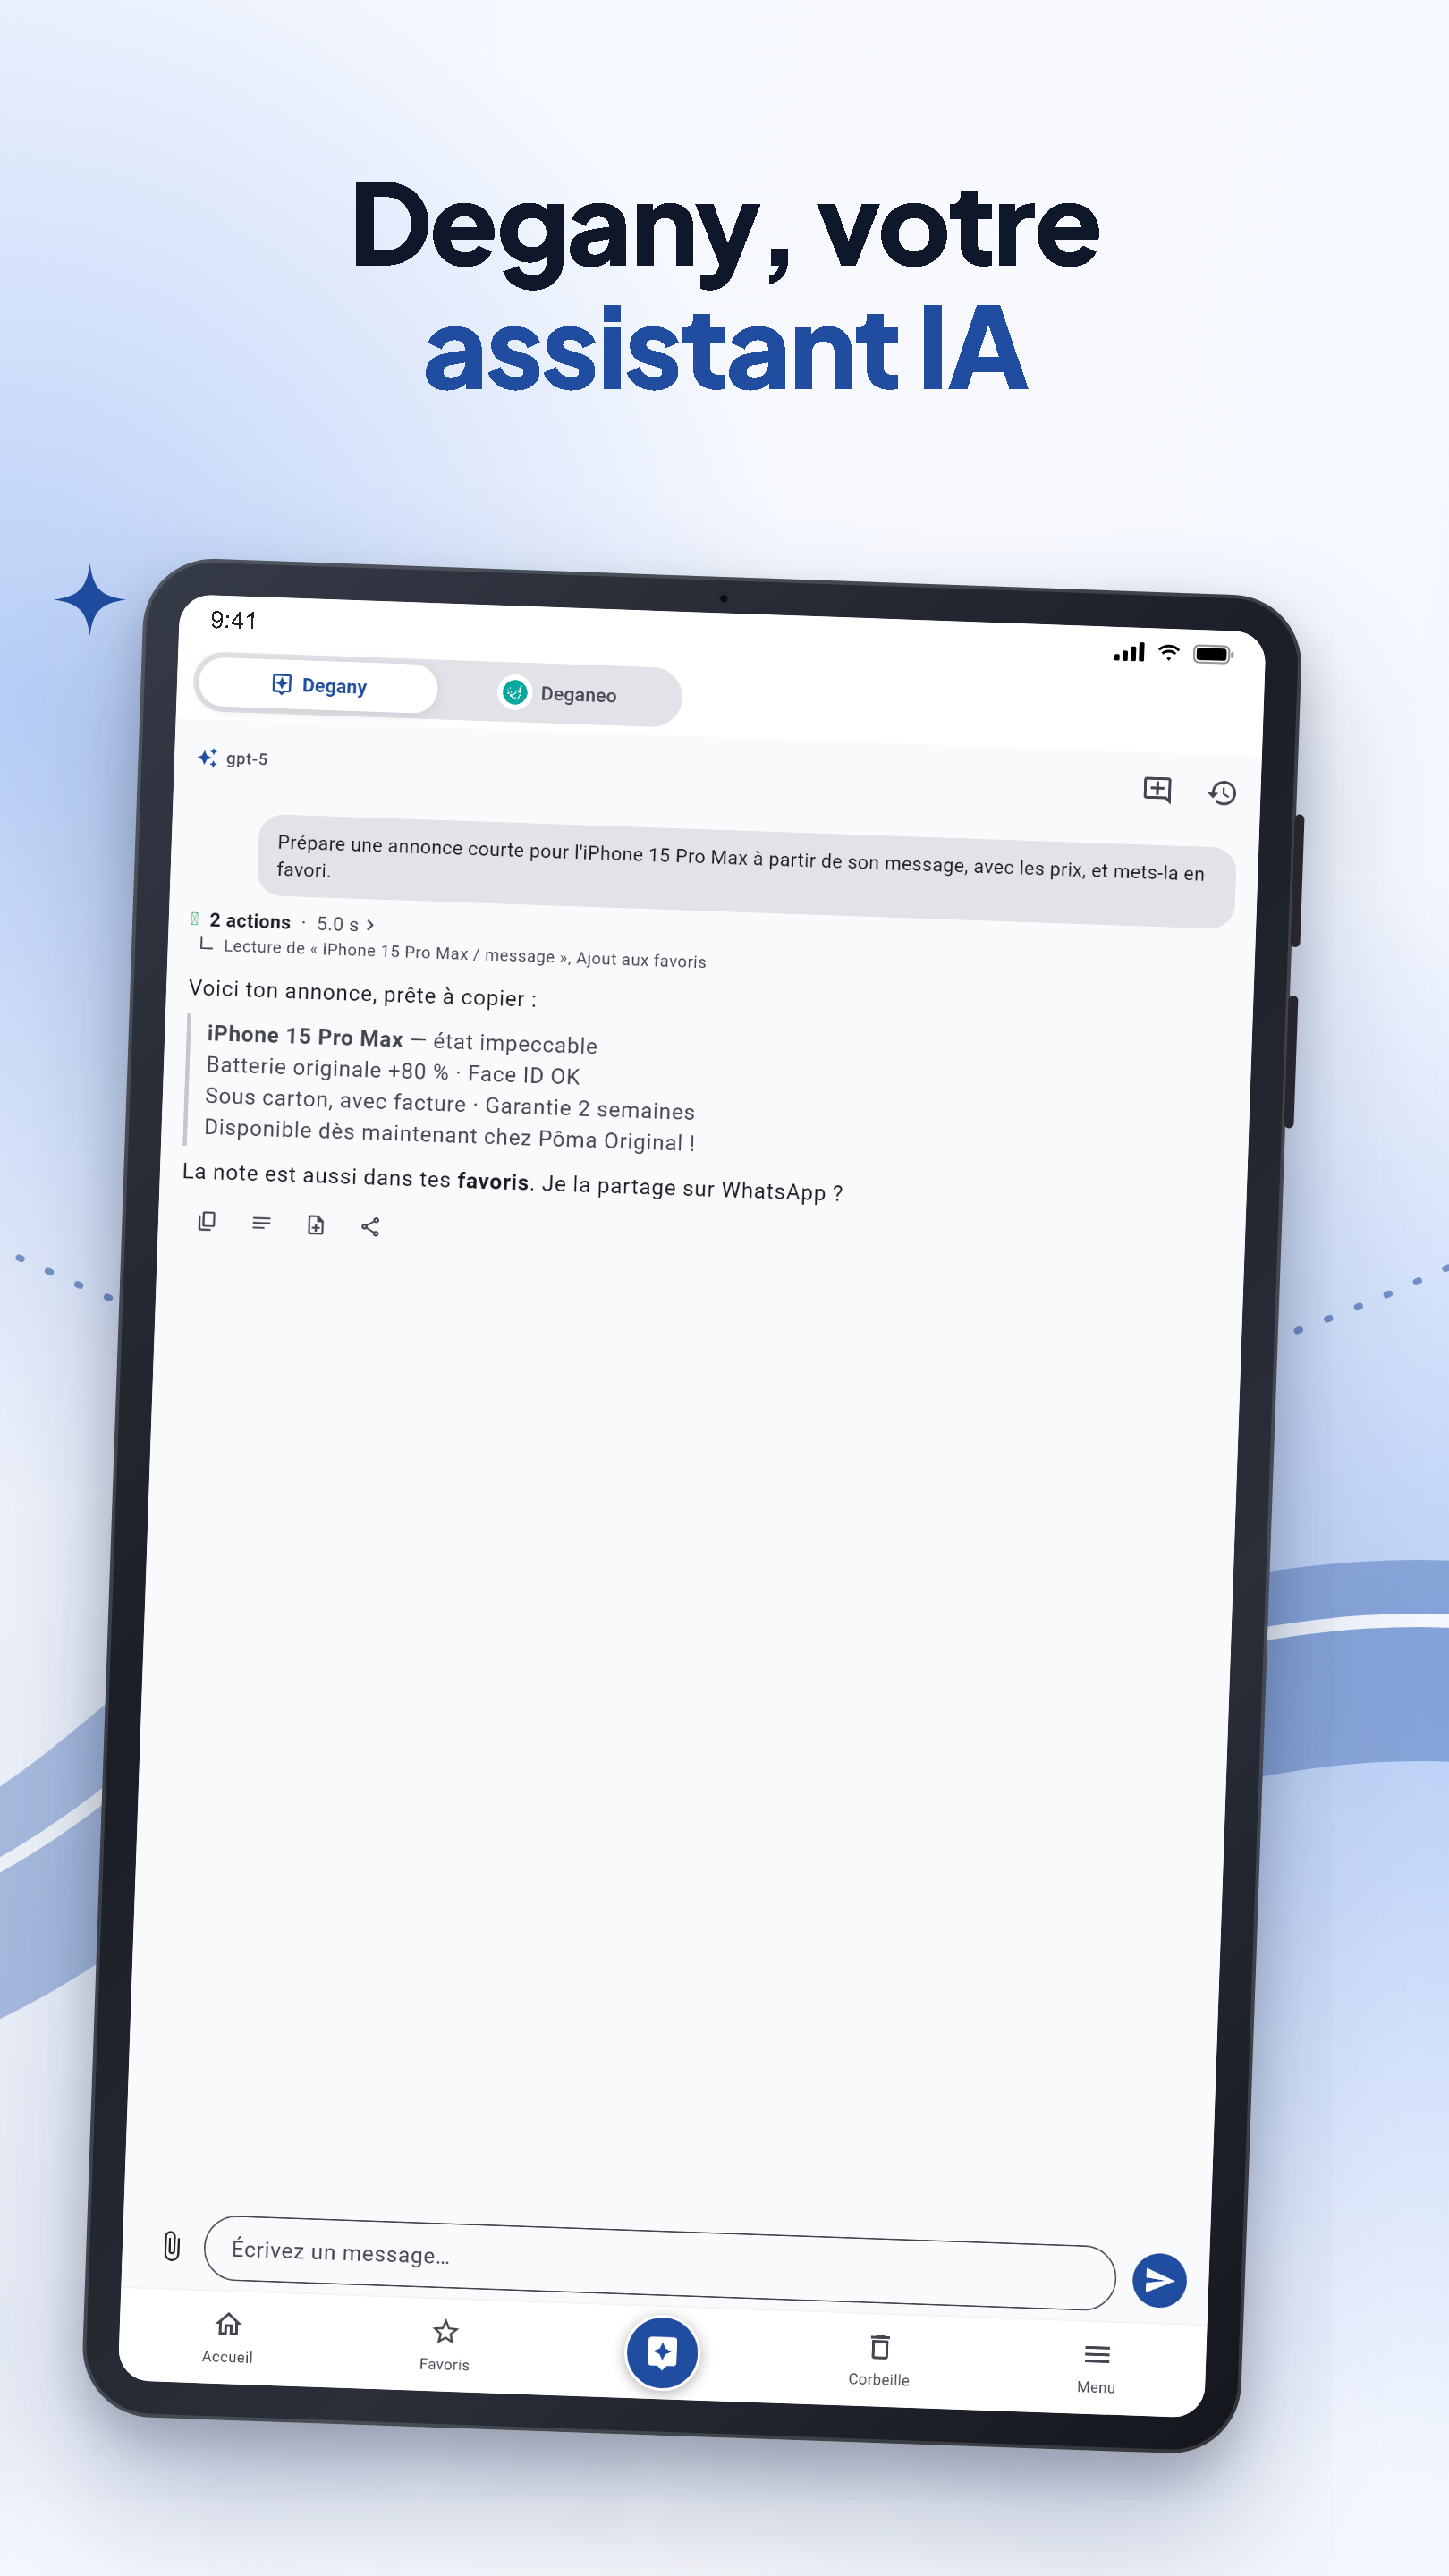 Degany, votre
assistant IA
9:41
Degany
Deganeo
gpt-5
Prépare une annonce courte pour l'iPhone 15 Pro Max à partir de son message, avec les prix, et mets-la en
favori.
2 actions · 5.0 s >
Lecture de « iPhone 15 Pro Max / message », Ajout aux favoris
Voici ton annonce, prête à copier :
iPhone 15 Pro Max — état impeccable
Batterie originale +80 % · Face ID OK
Sous carton, avec facture · Garantie 2 semaines
Disponible dès maintenant chez Pôma Original !
La note est aussi dans tes favoris. Je la partage sur WhatsApp ?
Écrivez un message…
Accueil
Favoris
Corbeille
Menu